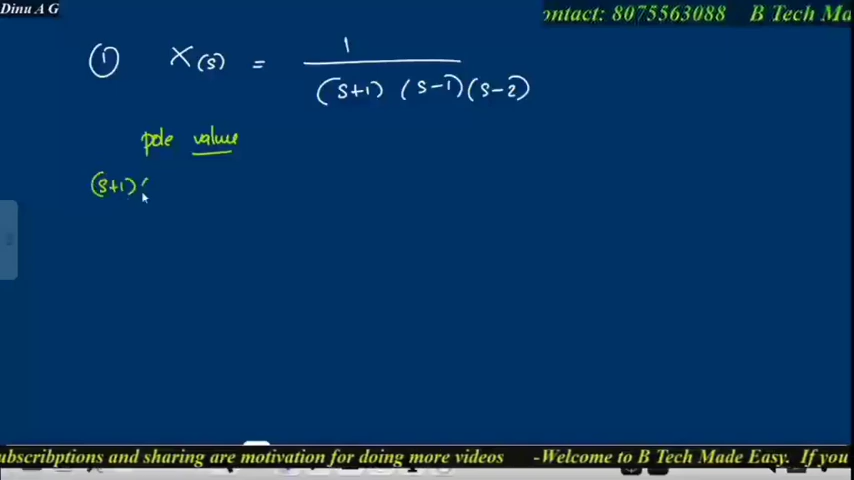 Dinu A G
ontact: 8075563088 B Tech Ma
① X(s) = 1 / (s+1) (s-1)(s-2)
pole value
(s+1)
ubscribptions and sharing are motivation for doing more videos -Welcome to B Tech Made Easy. If you